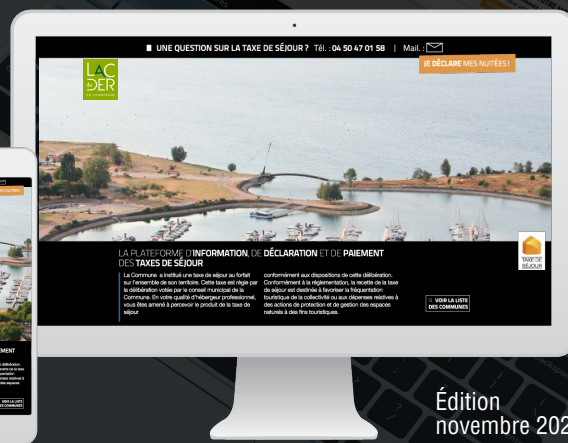 UNE QUESTION SUR LA TAXE DE SÉJOUR ? Tél. : 04 50 47 01 58 | Mail. :
JE DÉCLARE MES NUITÉES !
LAC
du DER
EN CHAMPAGNE
LA PLATEFORME D'INFORMATION, DE DÉCLARATION ET DE PAIEMENT
DES TAXES DE SÉJOUR
La Commune a institué une taxe de séjour au forfait
sur l'ensemble de son territoire. Cette taxe est régie par
la délibération votée par le conseil municipal de la
Commune. En votre qualité d'hébergeur professionnel,
vous êtes amené à percevoir le produit de la taxe de
séjour
conformément aux dispositions de cette délibération.
Conformément à la réglementation, la recette de la taxe
de séjour est destinée à favoriser la fréquentation
touristique de la collectivité ou aux dépenses relatives à
des actions de protection et de gestion des espaces
naturels à des fins touristiques.
TAXE DE
SÉJOUR
VOIR LA LISTE
DES COMMUNES
Édition
novembre 202